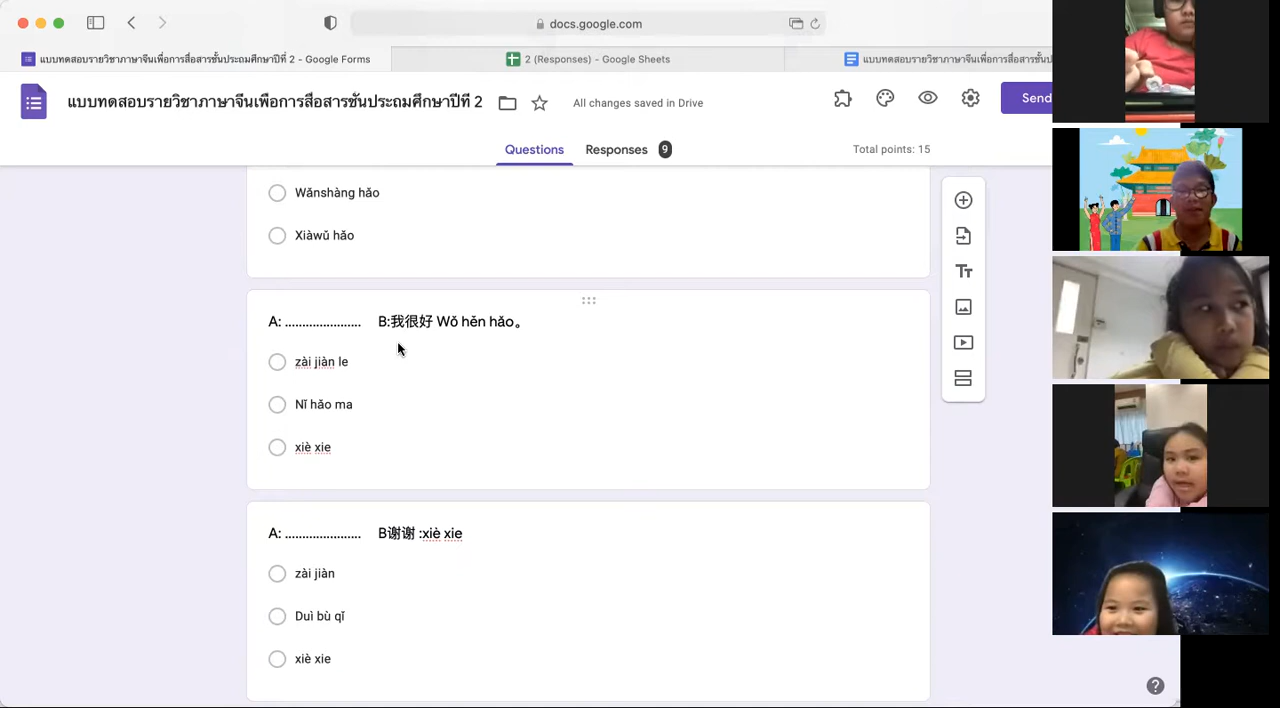 docs.google.com
แบบทดสอบรายวิชาภาษาจีนเพื่อการสื่อสารชั้นประถมศึกษาปีที่ 2 - Google Forms
2 (Responses) - Google Sheets
แบบทดสอบรายวิชาภาษาจีนเพื่อการสื่อสารชั้นป
แบบทดสอบรายวิชาภาษาจีนเพื่อการสื่อสารชั้นประถมศึกษาปีที่ 2
All changes saved in Drive
Send
Questions
Responses 9
Total points: 15
Wǎnshàng hǎo
Xiàwǔ hǎo
A: ...................... B:我很好 Wǒ hěn hǎo。
zài jiàn le
Nǐ hǎo ma
xiè xie
A: ...................... B谢谢 :xiè xie
zài jiàn
Duì bù qǐ
xiè xie